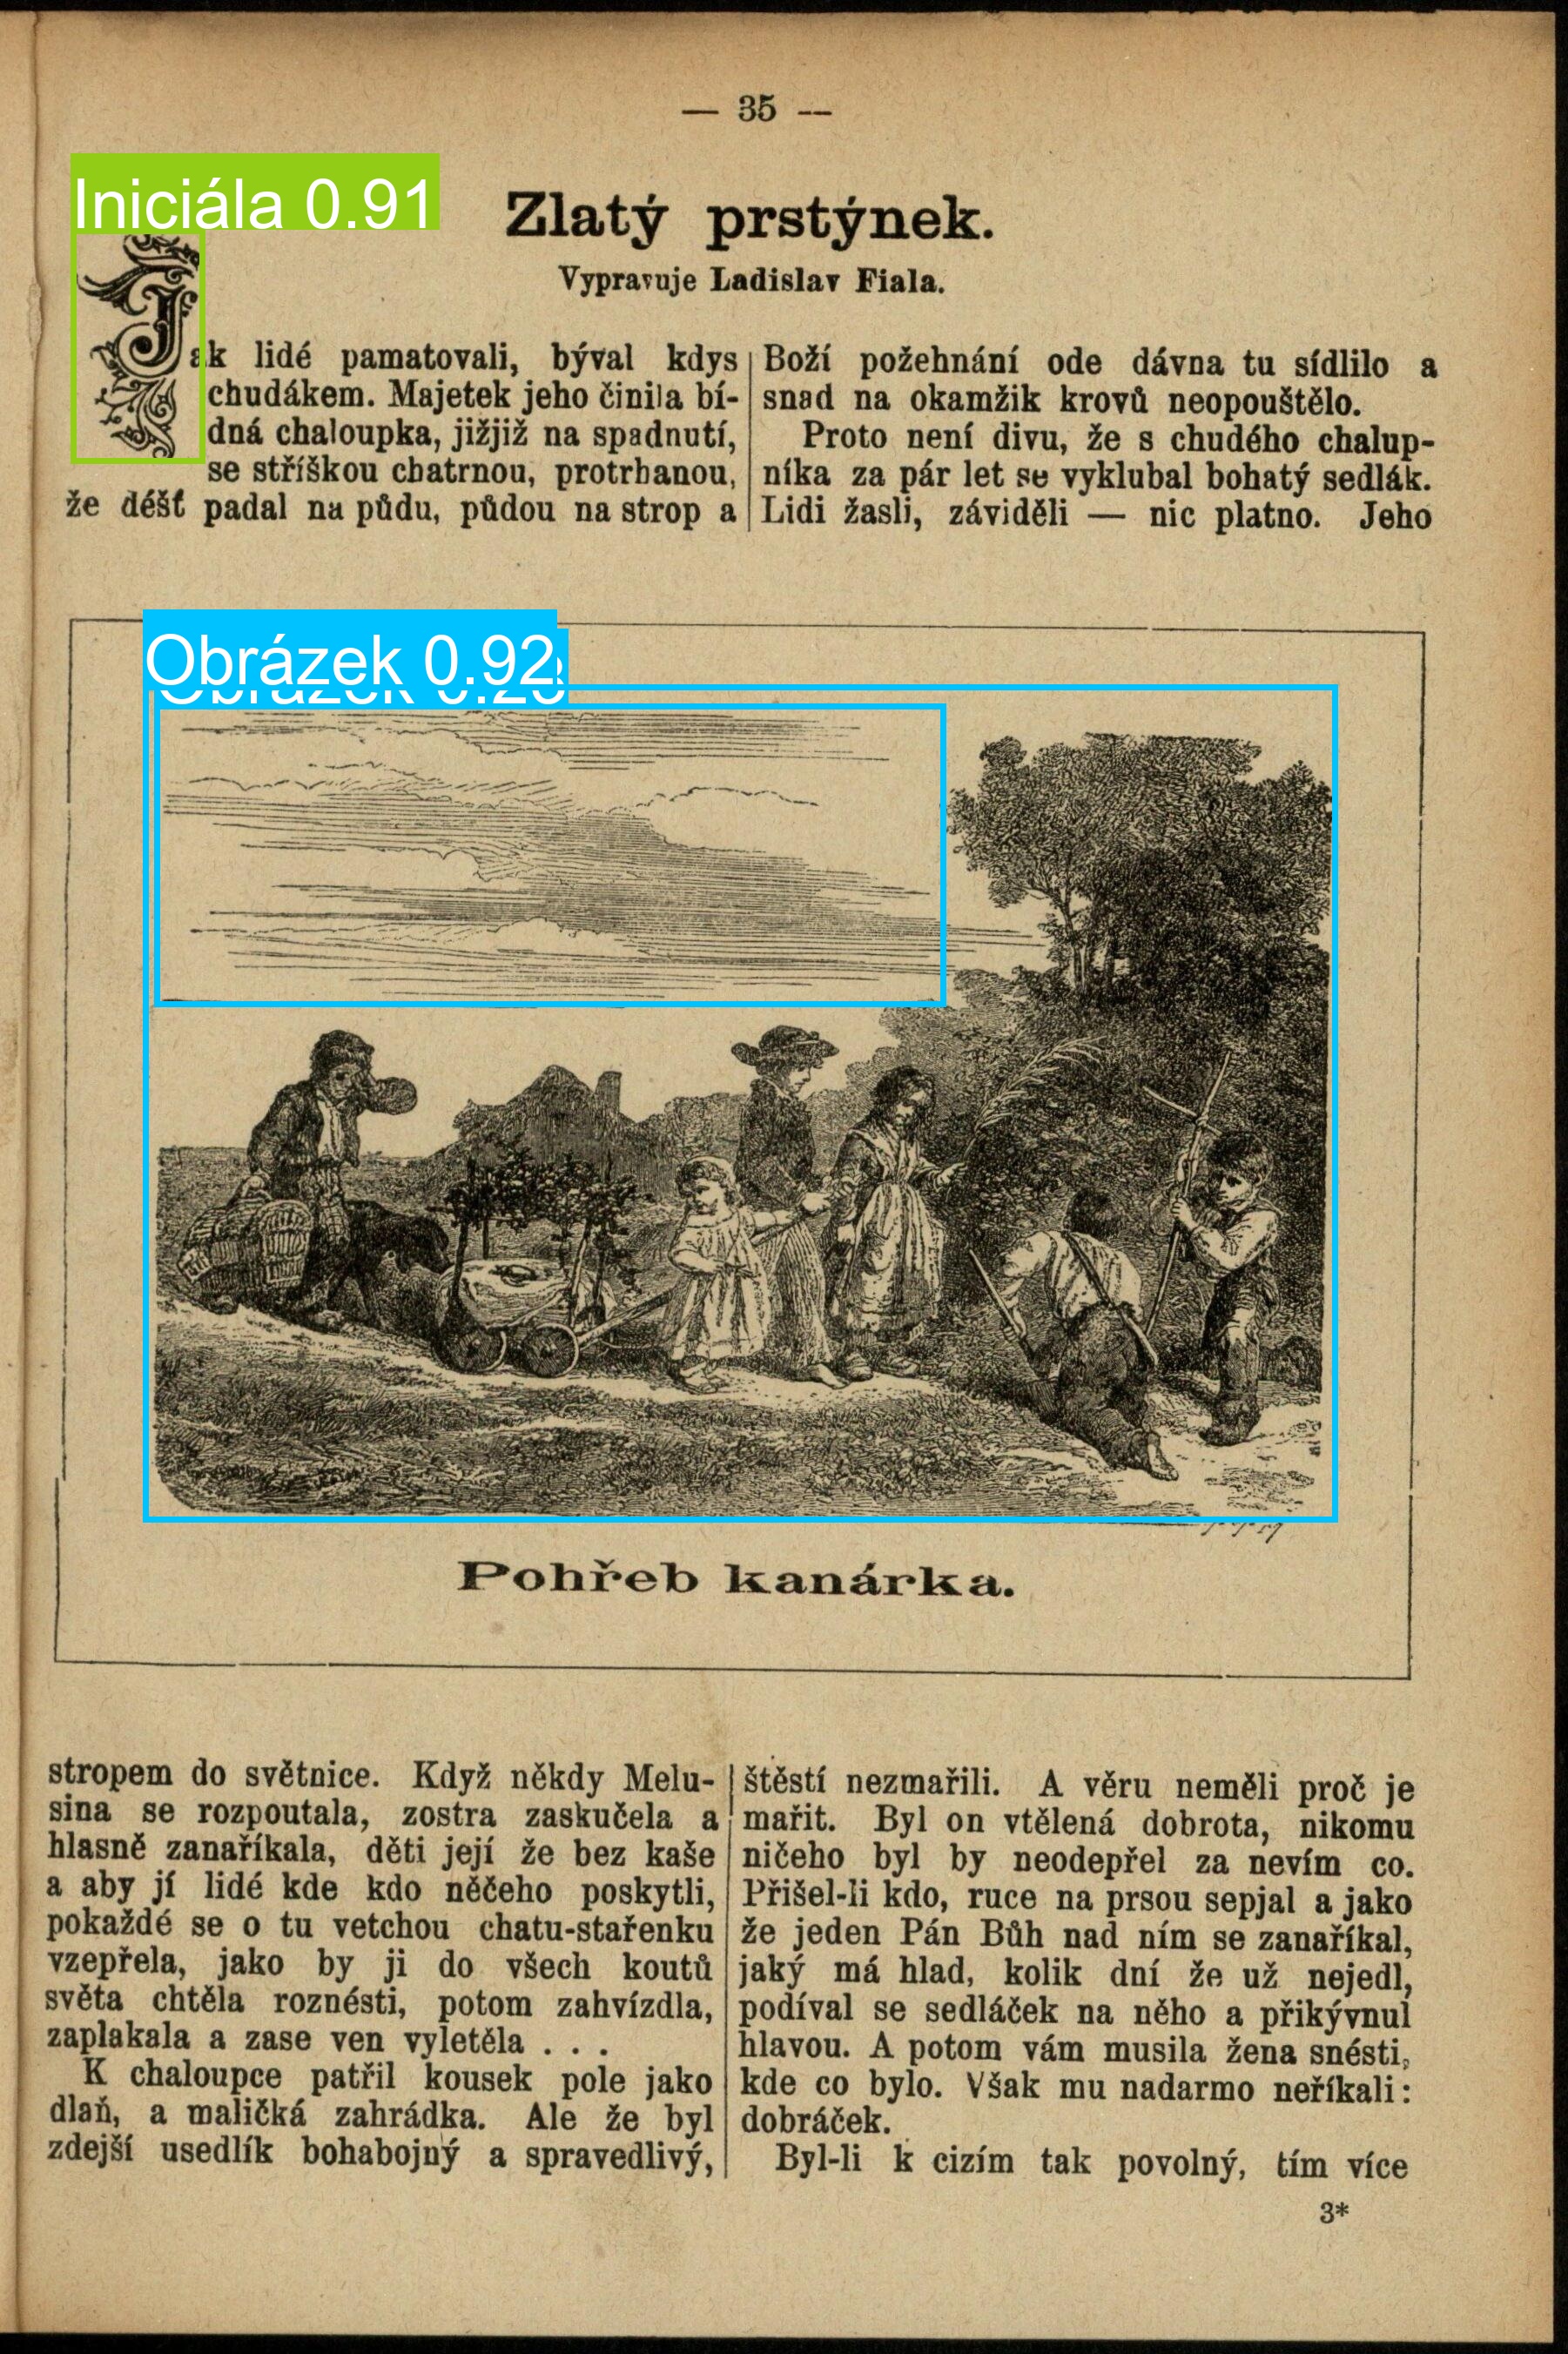 — 35 —
Iniciála 0.91
Zlatý prstýnek.
Vypravuje Ladislav Fiala.
Jak lidé pamatovali, býval kdys
chudákem. Majetek jeho činila bí-
dná chaloupka, jižjiž na spadnutí,
se stříškou chatrnou, protrhanou,
že déšť padal na půdu, půdou na strop a
Boží požehnání ode dávna tu sídlilo a
snad na okamžik krovů neopouštělo.
Proto není divu, že s chudého chalup-
níka za pár let se vyklubal bohatý sedlák.
Lidi žasli, záviděli — nic platno. Jeho
Obrázek 0.92
Pohřeb kanárka.
stropem do světnice. Když někdy Melu-
sina se rozpoutala, zostra zaskučela a
hlasně zanaříkala, děti její že bez kaše
a aby jí lidé kde kdo něčeho poskytli,
pokaždé se o tu vetchou chatu-stařenku
vzepřela, jako by ji do všech koutů
světa chtěla roznésti, potom zahvízdla,
zaplakala a zase ven vyletěla . . .
K chaloupce patřil kousek pole jako
dlaň, a maličká zahrádka. Ale že byl
zdejší usedlík bohabojný a spravedlivý,
štěstí nezmařili. A věru neměli proč je
mařit. Byl on vtělená dobrota, nikomu
ničeho byl by neodepřel za nevím co.
Přišel-li kdo, ruce na prsou sepjal a jako
že jeden Pán Bůh nad ním se zanaříkal,
jaký má hlad, kolik dní že už nejedl,
podíval se sedláček na něho a přikývnul
hlavou. A potom vám musila žena snésti,
kde co bylo. Však mu nadarmo neříkali:
dobráček.
Byl-li k cizím tak povolný, tím více
3*